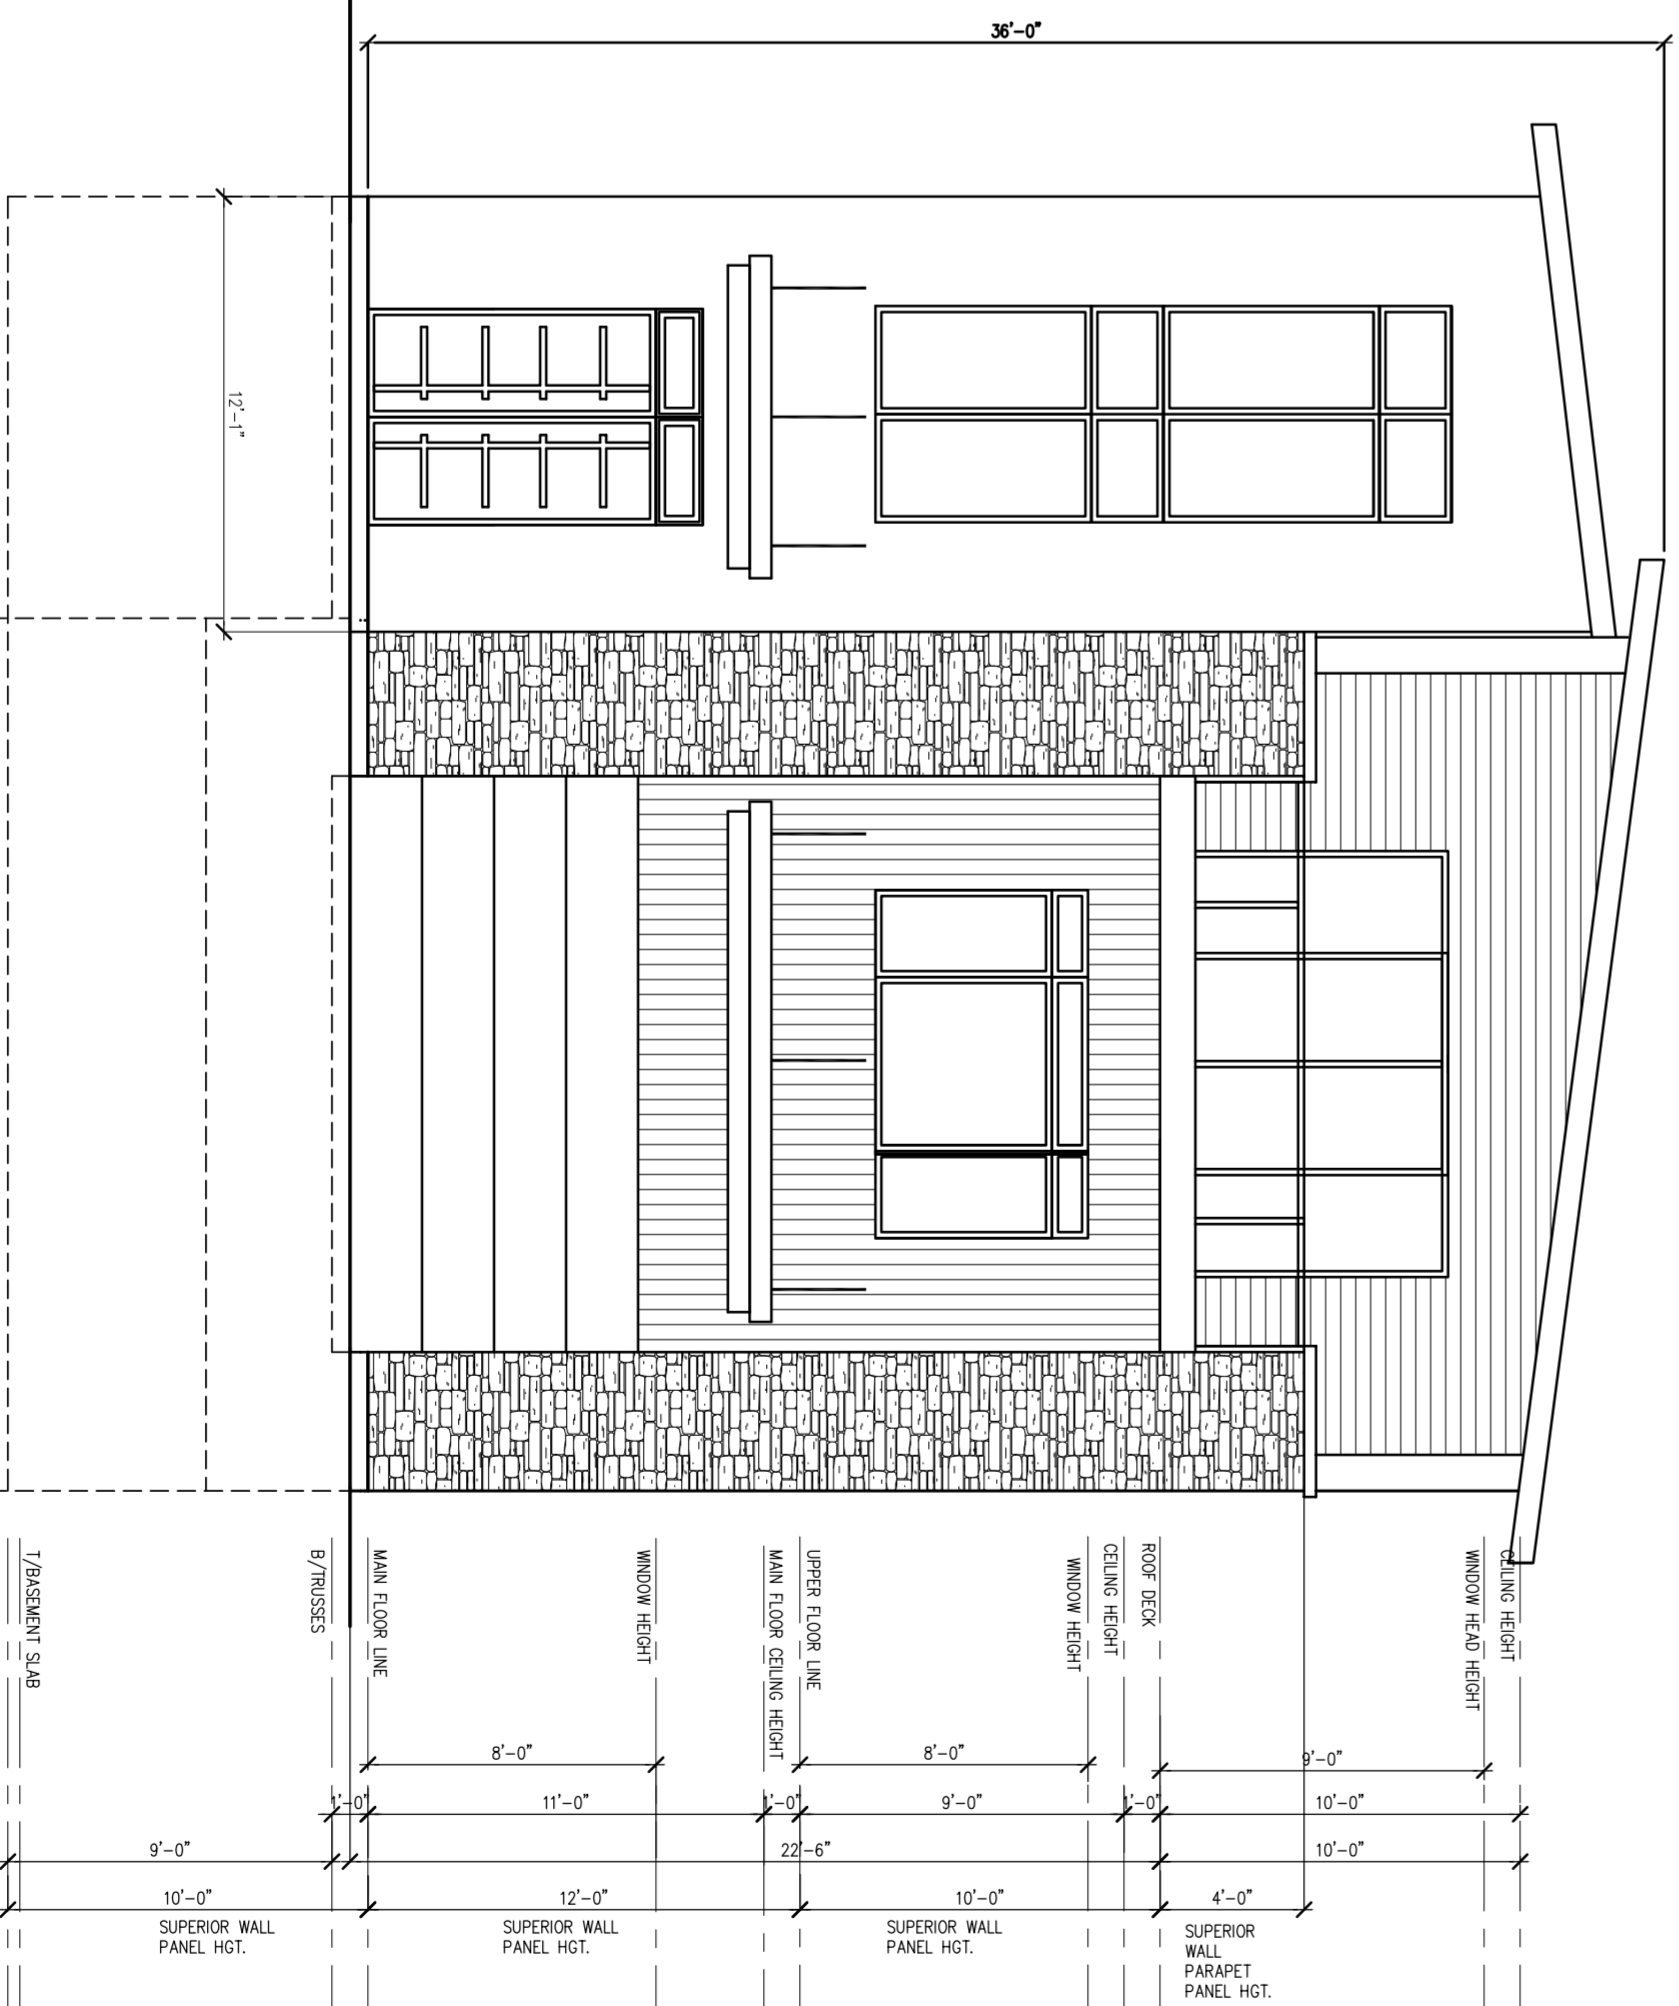 36'-0"
12'-1"
T/BASEMENT SLAB
B/TRUSSES
MAIN FLOOR LINE
WINDOW HEIGHT
MAIN FLOOR CEILING HEIGHT
UPPER FLOOR LINE
WINDOW HEIGHT
CEILING HEIGHT
ROOF DECK
WINDOW HEAD HEIGHT
CEILING HEIGHT
8'-0"
8'-0"
9'-0"
1'-0"
11'-0"
1'-0"
9'-0"
1'-0"
10'-0"
9'-0"
22'-6"
10'-0"
10'-0"
SUPERIOR WALL
PANEL HGT.
12'-0"
SUPERIOR WALL
PANEL HGT.
10'-0"
SUPERIOR WALL
PANEL HGT.
4'-0"
SUPERIOR
WALL
PARAPET
PANEL HGT.